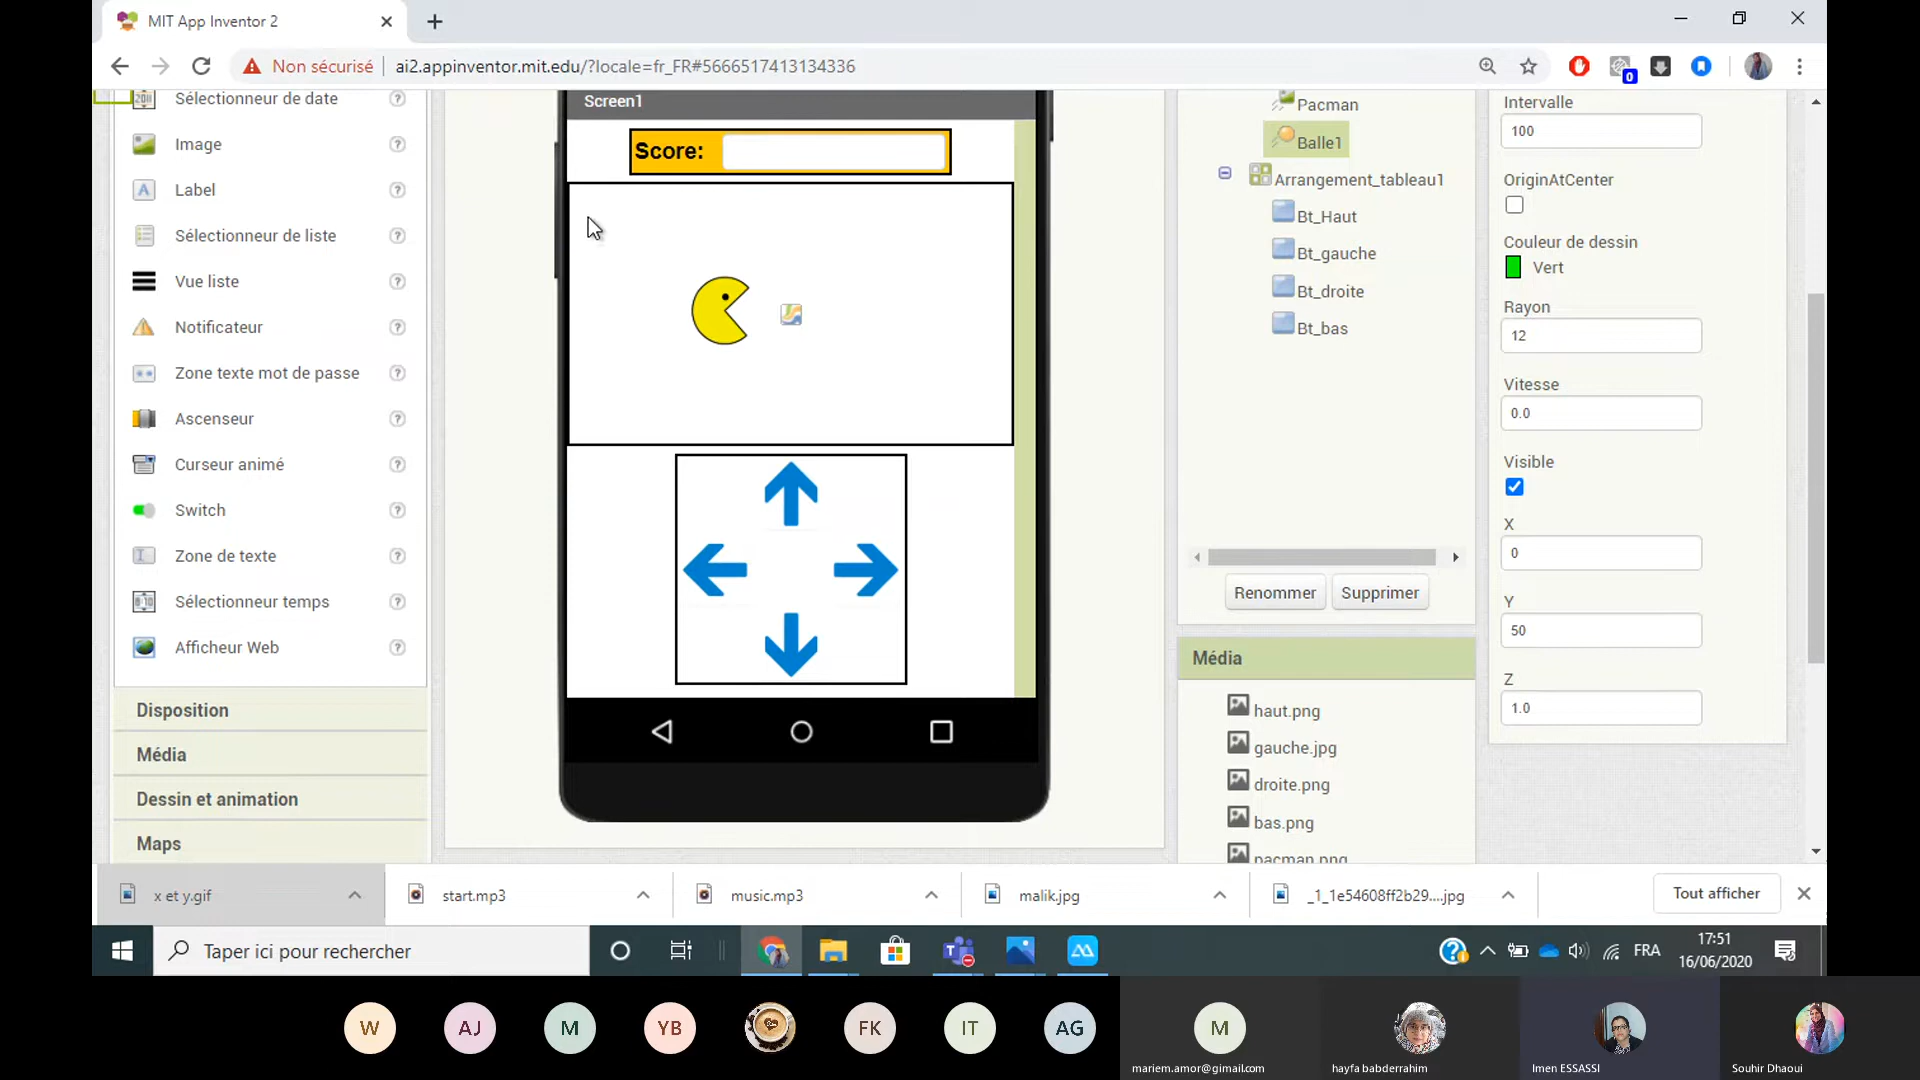 MIT App Inventor 2
Non sécurisé
ai2.appinventor.mit.edu/?locale=fr_FR#5666517413134336
0
Sélectionneur de date
?
Image
?
Label
?
Sélectionneur de liste
?
Vue liste
?
Notificateur
?
Zone texte mot de passe
?
Ascenseur
?
Curseur animé
?
Switch
?
Zone de texte
?
Sélectionneur temps
?
Afficheur Web
?
Disposition
Média
Dessin et animation
Maps
Screen1
Score:
Pacman
Balle1
Arrangement_tableau1
Bt_Haut
Bt_gauche
Bt_droite
Bt_bas
Renommer
Supprimer
Média
haut.png
gauche.jpg
droite.png
bas.png
pacman.png
Intervalle
100
OriginAtCenter
Couleur de dessin
Vert
Rayon
12
Vitesse
0.0
Visible
X
0
Y
50
Z
1.0
x et y.gif
start.mp3
music.mp3
malik.jpg
_1_1e54608ff2b29....jpg
Tout afficher
Taper ici pour rechercher
FRA
17:51
16/06/2020
W
AJ
M
YB
FK
IT
AG
M
mariem.amor@gimail.com
hayfa babderrahim
Imen ESSASSI
Souhir Dhaoui